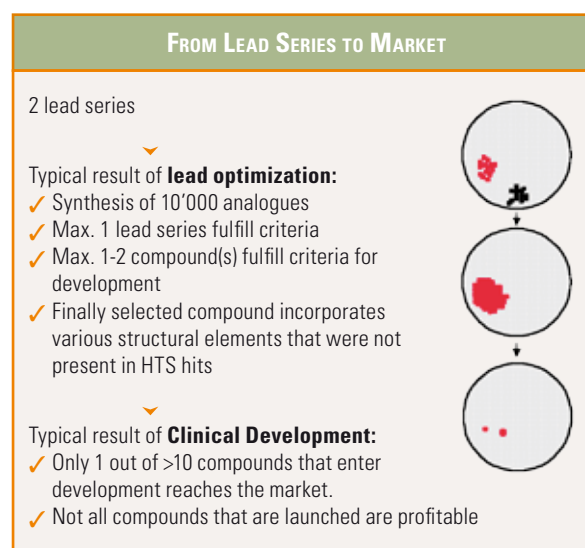 FROM LEAD SERIES TO MARKET
2 lead series
Typical result of lead optimization:
✓ Synthesis of 10’000 analogues
✓ Max. 1 lead series fulfill criteria
✓ Max. 1-2 compound(s) fulfill criteria for
development
✓ Finally selected compound incorporates
various structural elements that were not
present in HTS hits
Typical result of Clinical Development:
✓ Only 1 out of >10 compounds that enter
development reaches the market.
✓ Not all compounds that are launched are profitable